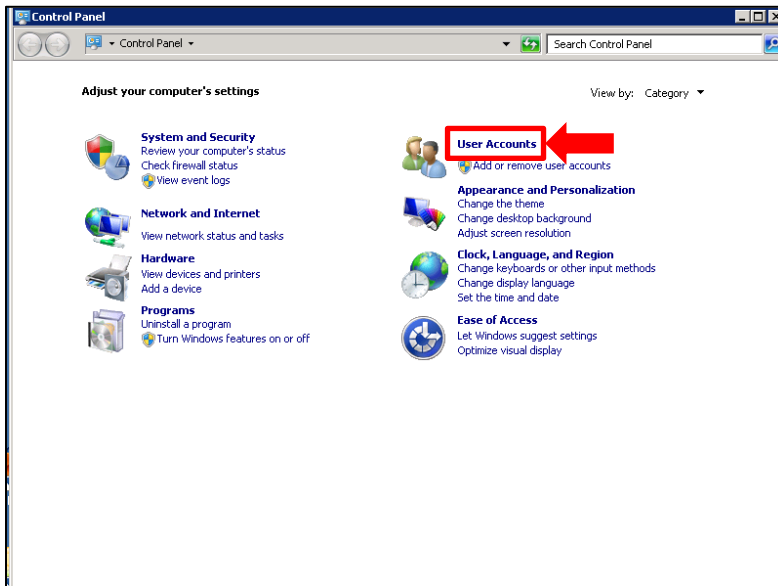 Control Panel
Control Panel
Search Control Panel
Adjust your computer's settings
View by: Category
System and Security
Review your computer's status
Check firewall status
View event logs
Network and Internet
View network status and tasks
Hardware
View devices and printers
Add a device
Programs
Uninstall a program
Turn Windows features on or off
User Accounts
Add or remove user accounts
Appearance and Personalization
Change the theme
Change desktop background
Adjust screen resolution
Clock, Language, and Region
Change keyboards or other input methods
Change display language
Set the time and date
Ease of Access
Let Windows suggest settings
Optimize visual display